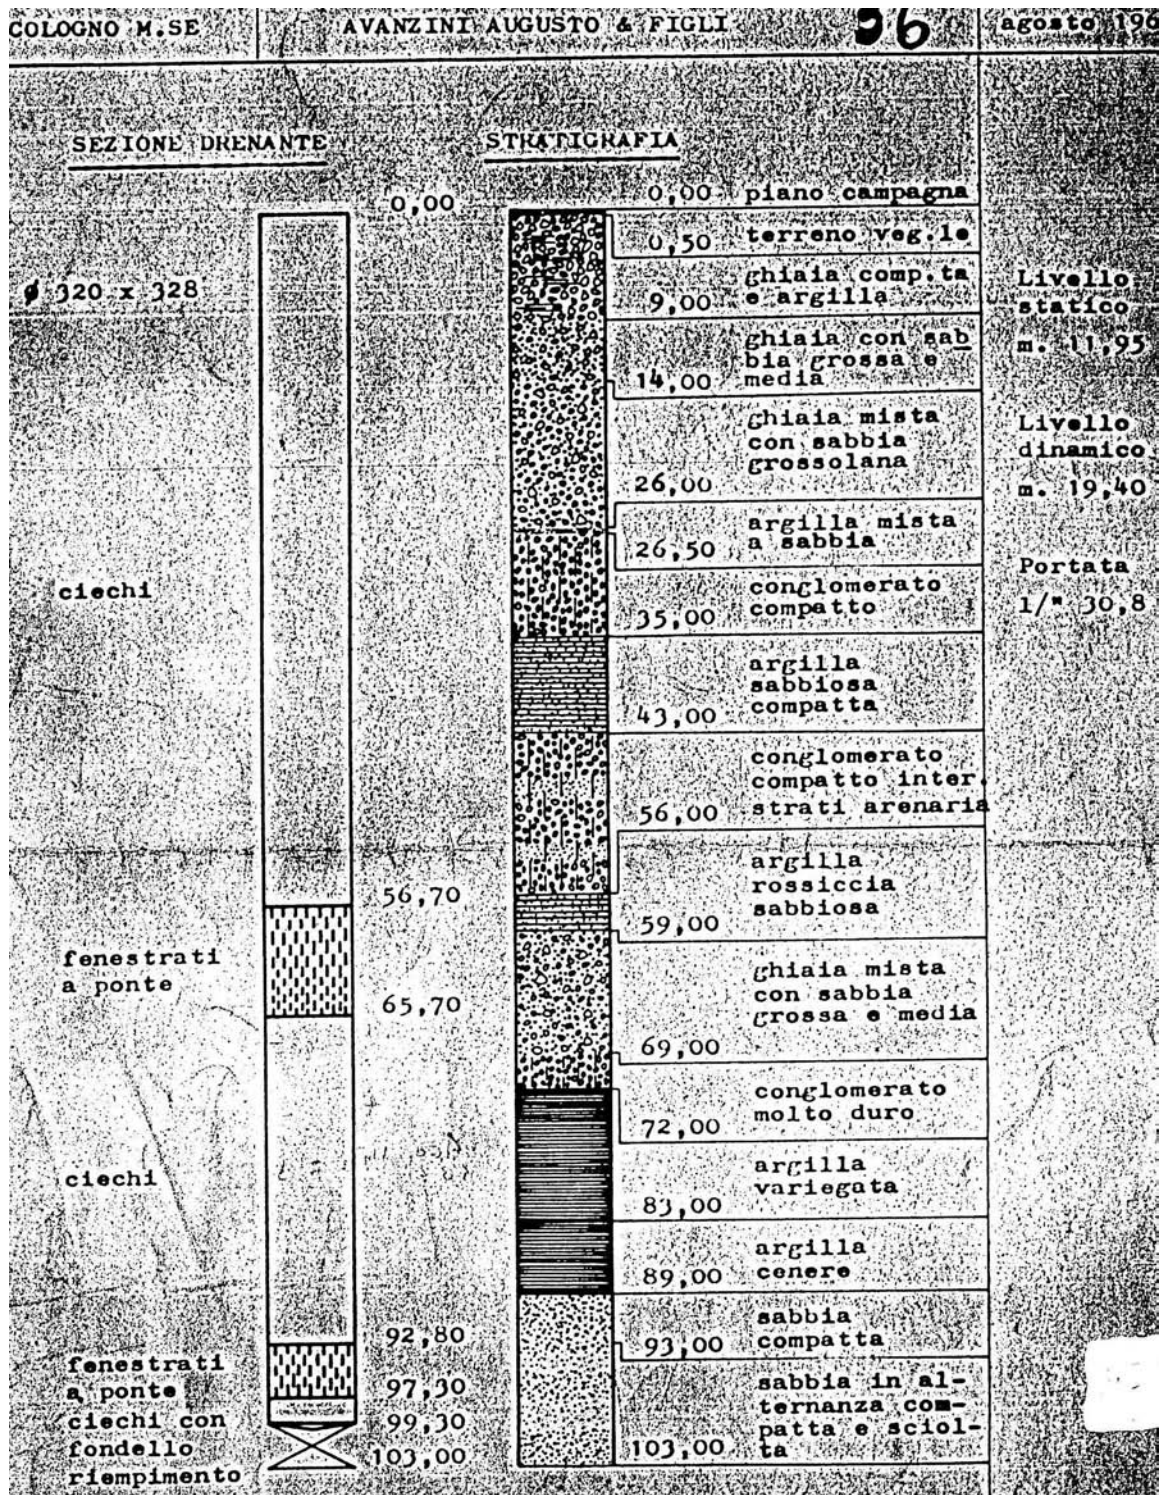 COLOGNO M.SE
AVANZINI AUGUSTO & FIGLI
56
agosto 196
SEZIONE DRENANTE
STRATIGRAFIA
0,00
0,00 piano campagna
0,50 terreno veg.le
ø 320 x 328
ghiaia comp.ta
9,00 e argilla
Livello
statico
m. 11,95
ghiaia con sab
bia grossa e
14,00 media
ghiaia mista
con sabbia
grossolana
26,00
Livello
dinamico
m. 19,40
argilla mista
26,50 a sabbia
Portata
l/" 30,8
ciechi
conglomerato
35,00 compatto
argilla
sabbiosa
43,00 compatta
conglomerato
compatto inter.
56,00 strati arenaria
56,70
argilla
rossiccia
59,00 sabbiosa
fenestrati
a ponte
65,70
ghiaia mista
con sabbia
grossa e media
69,00
conglomerato
molto duro
72,00
ciechi
argilla
variegata
83,00
argilla
89,00 cenere
92,80
sabbia
93,00 compatta
fenestrati
a ponte
97,30
ciechi con
fondello
99,30
riempimento
103,00
sabbia in al-
ternanza com-
patta e sciol-
103,00 ta